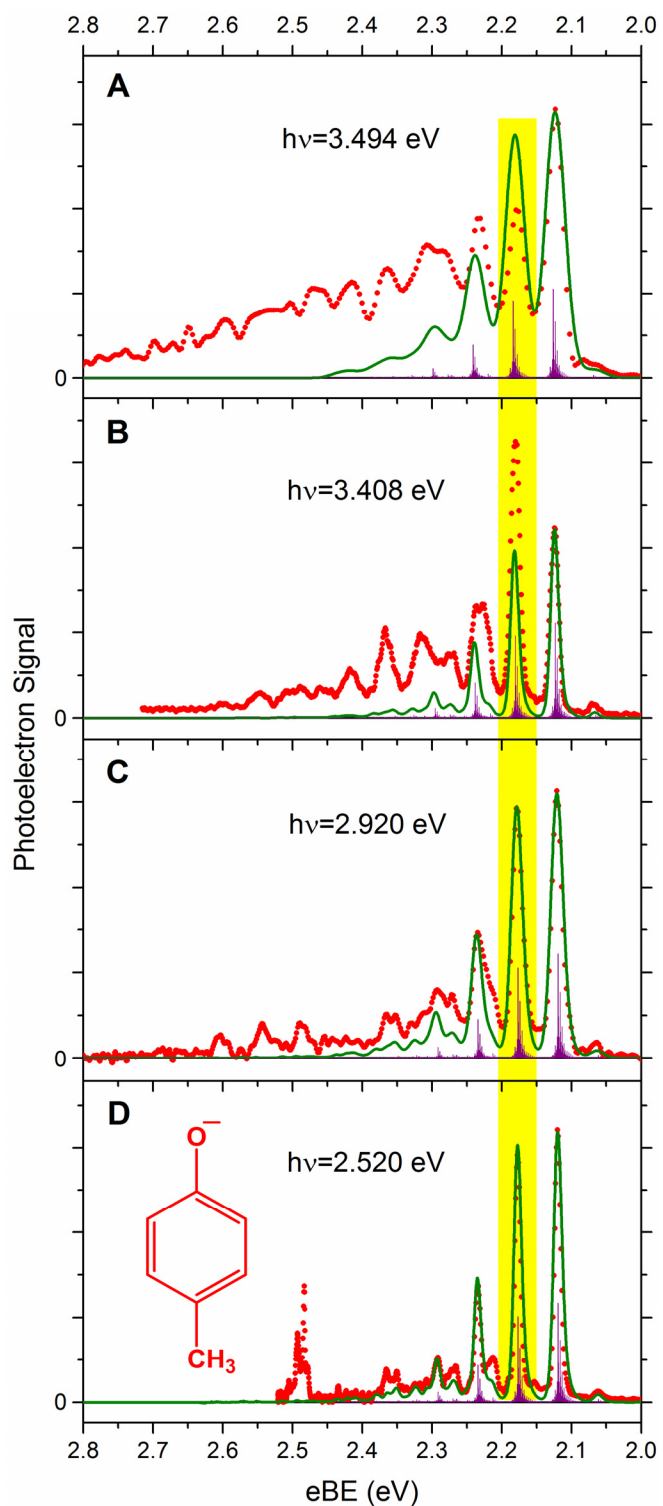 2.8 2.7 2.6 2.5 2.4 2.3 2.2 2.1 2.0
A
hν=3.494 eV
0
B
hν=3.408 eV
0
Photoelectron Signal
C
hν=2.920 eV
0
D
hν=2.520 eV
O−
CH3
0
2.8 2.7 2.6 2.5 2.4 2.3 2.2 2.1 2.0
eBE (eV)